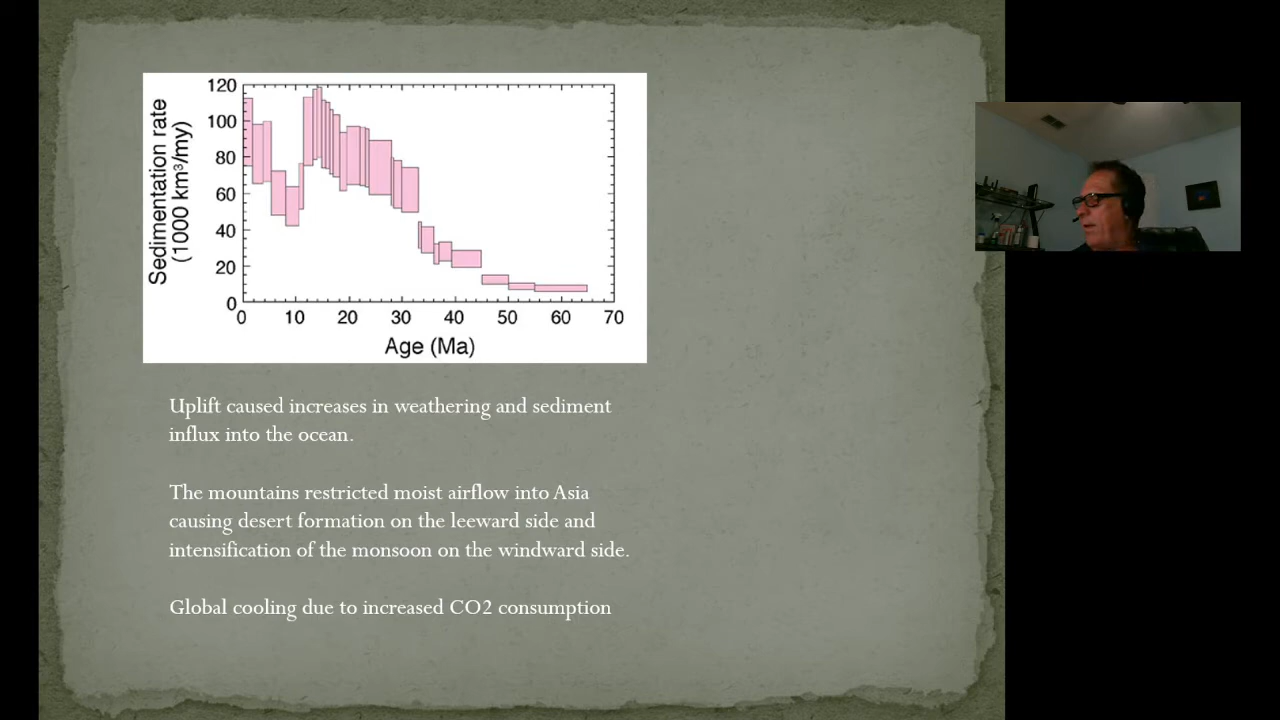 120
100
80
60
40
20
0
Sedimentation rate
(1000 km³/my)
0 10 20 30 40 50 60 70
Age (Ma)
Uplift caused increases in weathering and sediment
influx into the ocean.
The mountains restricted moist airflow into Asia
causing desert formation on the leeward side and
intensification of the monsoon on the windward side.
Global cooling due to increased CO2 consumption